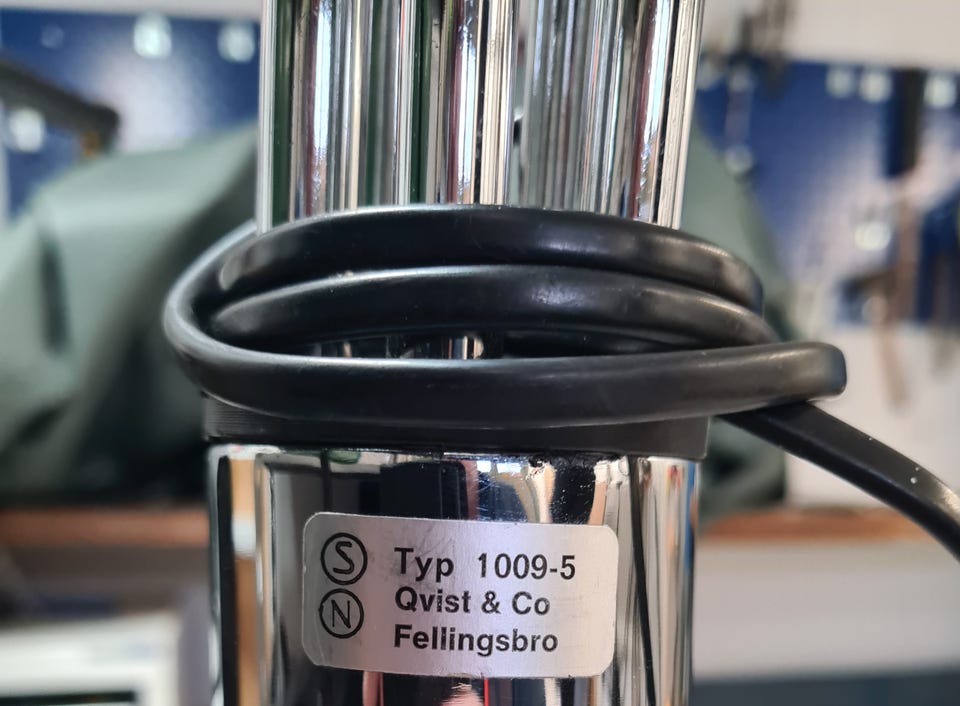 S Typ 1009-5
N Qvist & Co
Fellingsbro